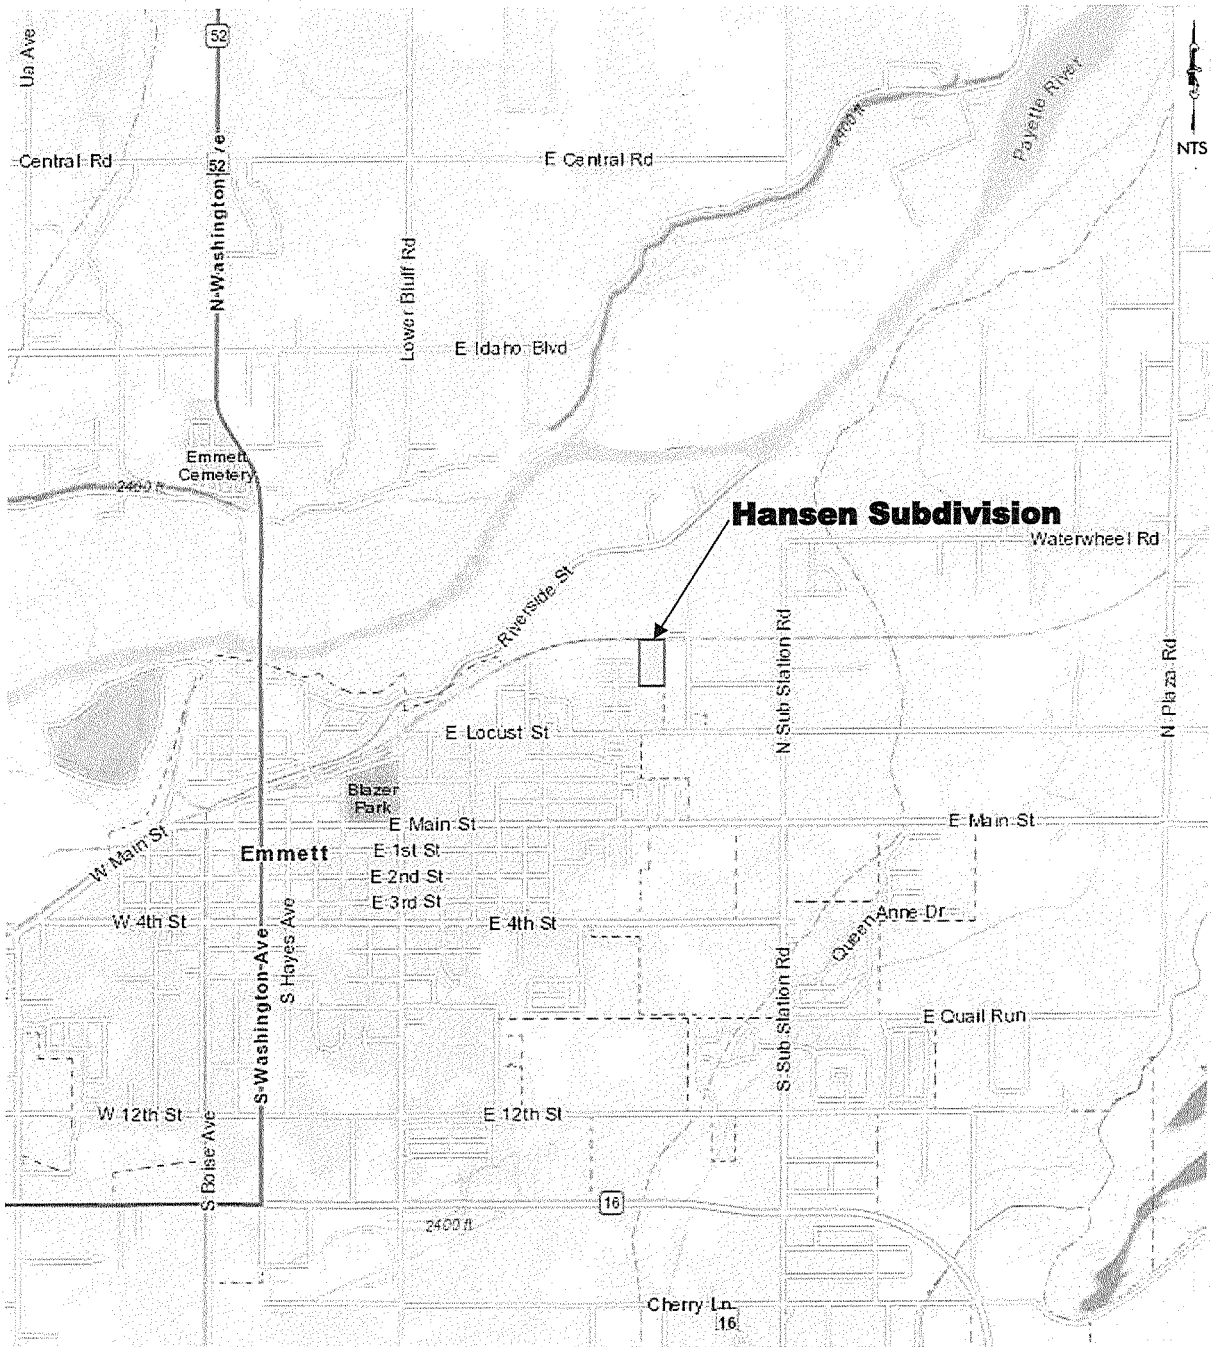 52
Ua Ave
Payette River
2400 ft
NTS
Central Rd
52
E Central Rd
N Washington Ave
Lower Bluff Rd
E Idaho Blvd
Emmett
Cemetery
2400 ft
Hansen Subdivision
Waterwheel Rd
Riverside St
N Sub Station Rd
N Plaza Rd
E Locust St
Blazer
Park
E Main St
E Main St
W Main St
Emmett
E 1st St
E 2nd St
E 3rd St
W 4th St
E 4th St
Queen Anne Dr
S Hayes Ave
S Washington Ave
S Sub Station Rd
E Quail Run
W 12th St
E 12th St
S Boise Ave
16
2400 ft
Cherry Ln
16